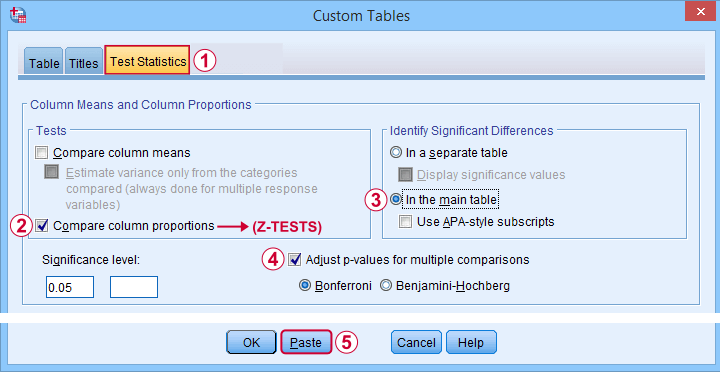 Custom Tables
Table Titles Test Statistics 1
Column Means and Column Proportions
Tests
Compare column means
Estimate variance only from the categories
compared (always done for multiple response
variables)
2 Compare column proportions (Z-TESTS)
Identify Significant Differences
In a separate table
Display significance values
3 In the main table
Use APA-style subscripts
Significance level:
0.05
4 Adjust p-values for multiple comparisons
Bonferroni Benjamini-Hochberg
OK Paste 5 Cancel Help